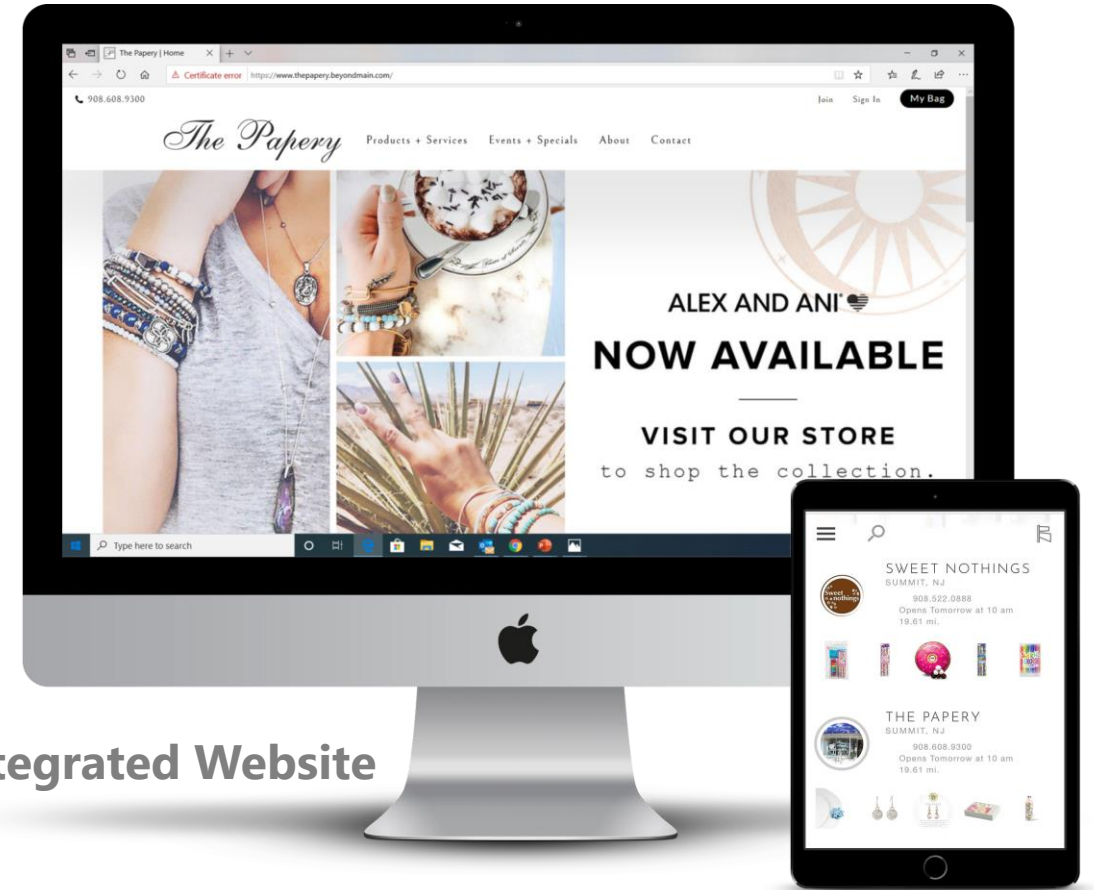 The Papery | Home
Certificate error https://www.thepapery.beyondmain.com/
908.608.9300
Join Sign In My Bag
The Papery Products + Services Events + Specials About Contact
ALEX AND ANI
NOW AVAILABLE
VISIT OUR STORE
to shop the collection.
Type here to search
SWEET NOTHINGS
SUMMIT, NJ
908.522.0888
Opens Tomorrow at 10 am
19.61 mi.
Sweet nothings
THE PAPERY
SUMMIT, NJ
908.608.9300
Opens Tomorrow at 10 am
19.61 mi.
tegrated Website